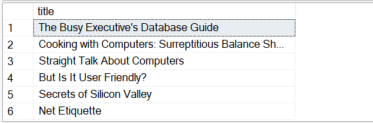 title
1 The Busy Executive's Database Guide
2 Cooking with Computers: Surreptitious Balance Sh...
3 Straight Talk About Computers
4 But Is It User Friendly?
5 Secrets of Silicon Valley
6 Net Etiquette